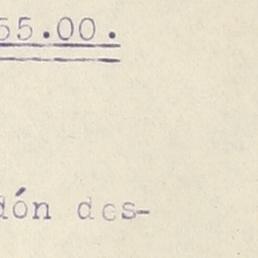 55.00.
dón des-